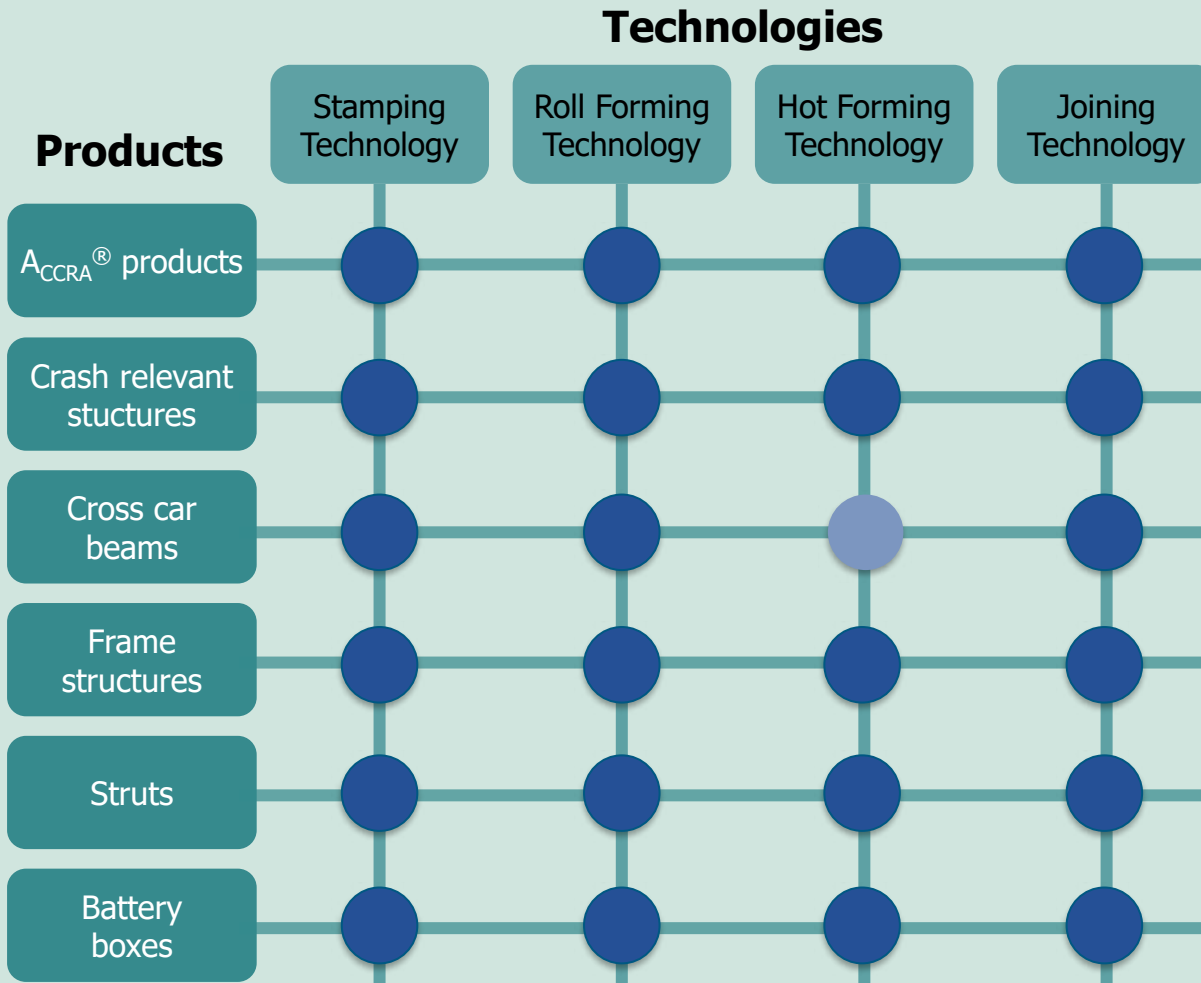 Technologies
Stamping
Technology
Roll Forming
Technology
Hot Forming
Technology
Joining
Technology
Products
ACCRA® products
Crash relevant
stuctures
Cross car
beams
Frame
structures
Struts
Battery
boxes